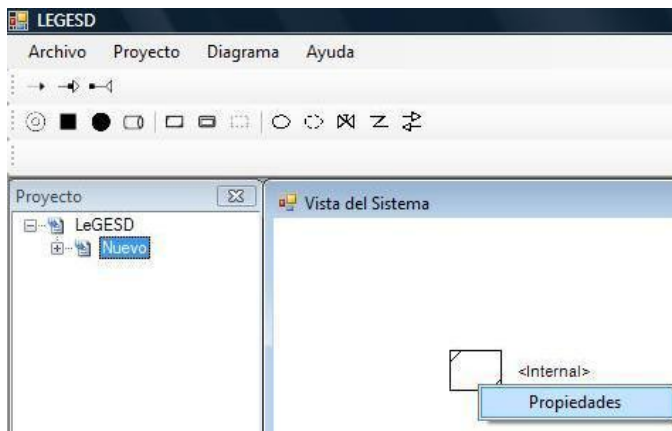 LEGESD
Archivo Proyecto Diagrama Ayuda
Proyecto
LeGESD
Nuevo
Vista del Sistema
<Internal>
Propiedades